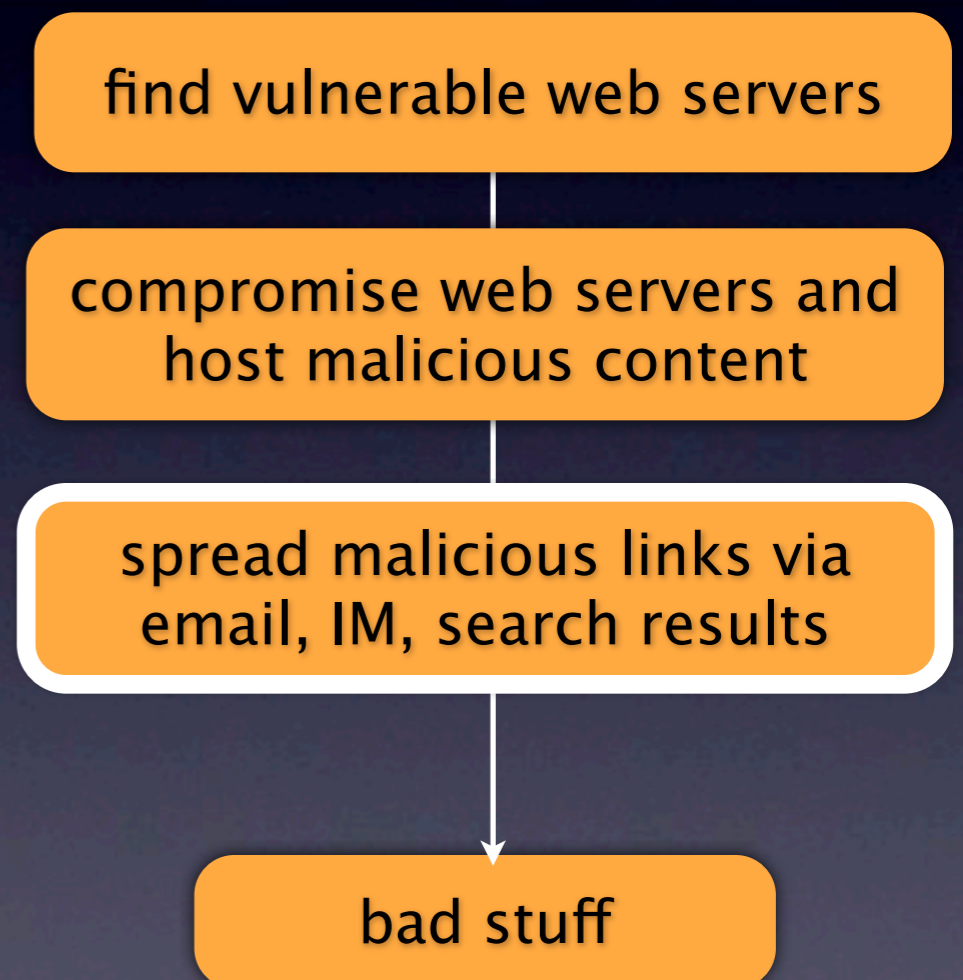 find vulnerable web servers
compromise web servers and
host malicious content
spread malicious links via
email, IM, search results
bad stuff